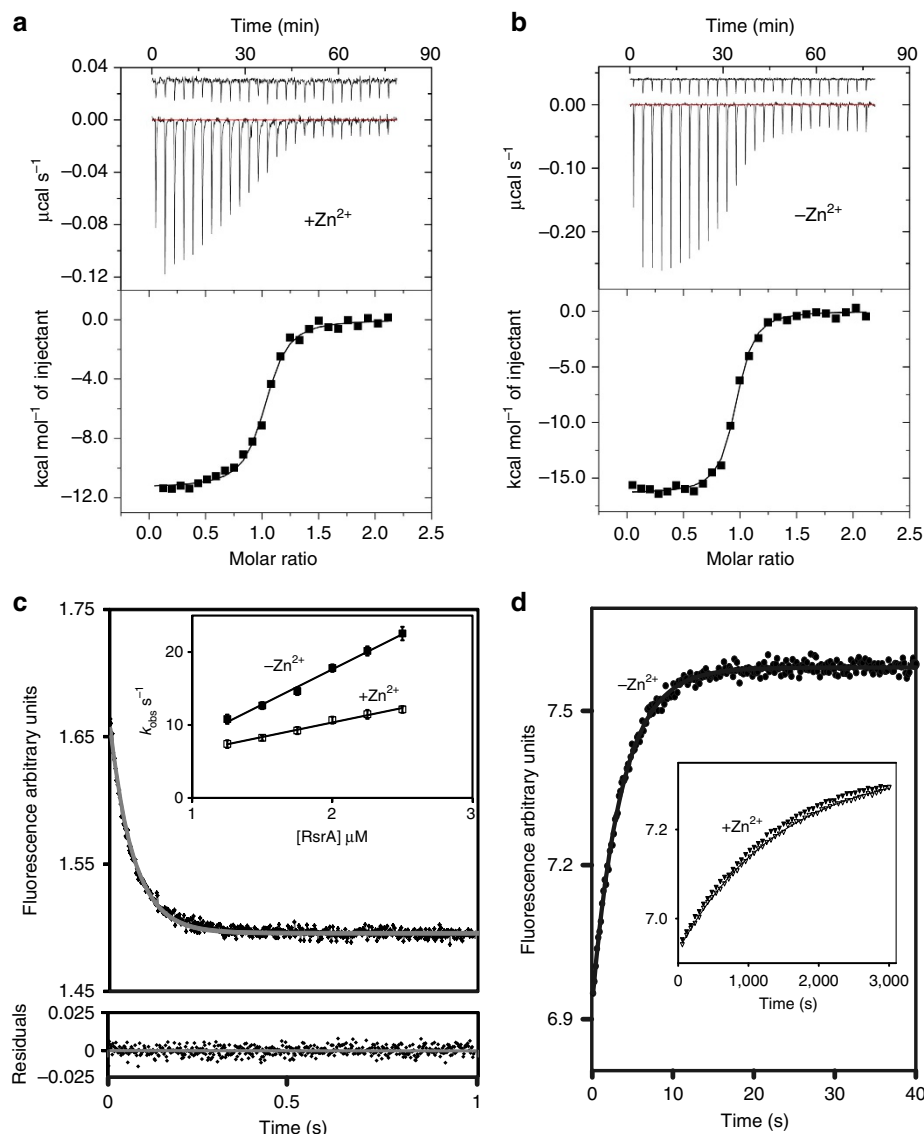 a
Time (min)
0 30 60 90
0.04
0.00
–0.04
–0.08
–0.12
µcal s–1
+Zn2+
0.0
–4.0
–8.0
–12.0
kcal mol–1 of injectant
0.0 0.5 1.0 1.5 2.0 2.5
Molar ratio
b
Time (min)
0 30 60 90
0.00
–0.10
–0.20
µcal s–1
–Zn2+
0.0
–5.0
–10.0
–15.0
kcal mol–1 of injectant
0.0 0.5 1.0 1.5 2.0 2.5
Molar ratio
c
1.75
1.65
1.55
1.45
Fluorescence arbitrary units
20
10
0
kobs s–1
–Zn2+
+Zn2+
1 2 3
[RsrA] µM
0.025
0
–0.025
Residuals
0 0.5 1
Time (s)
d
7.5
7.2
6.9
Fluorescence arbitrary units
–Zn2+
7.2
7.0
+Zn2+
0 1,000 2,000 3,000
Time (s)
0 10 20 30 40
Time (s)